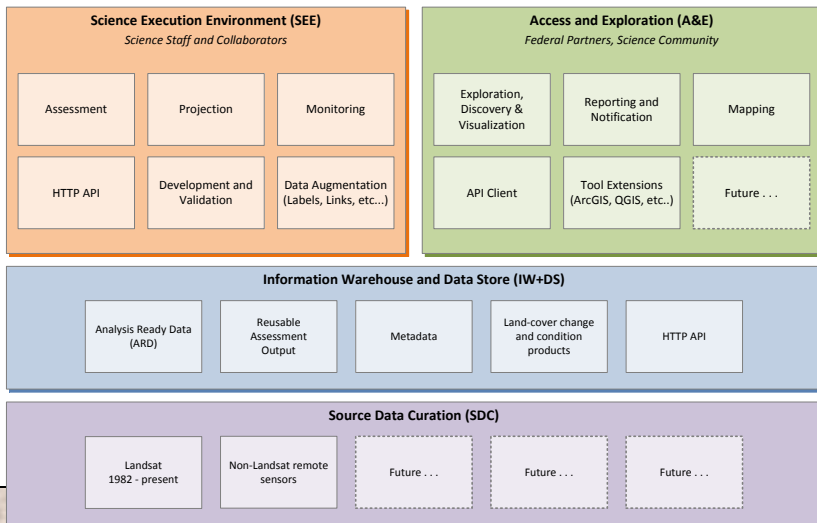 Science Execution Environment (SEE)
Science Staff and Collaborators
Assessment
Projection
Monitoring
HTTP API
Development and
Validation
Data Augmentation
(Labels, Links, etc...)
Access and Exploration (A&E)
Federal Partners, Science Community
Exploration,
Discovery &
Visualization
Reporting and
Notification
Mapping
API Client
Tool Extensions
(ArcGIS, QGIS, etc..)
Future . . .
Information Warehouse and Data Store (IW+DS)
Analysis Ready Data
(ARD)
Reusable
Assessment
Output
Metadata
Land-cover change
and condition
products
HTTP API
Source Data Curation (SDC)
Landsat
1982 - present
Non-Landsat remote
sensors
Future . . .
Future . . .
Future . . .